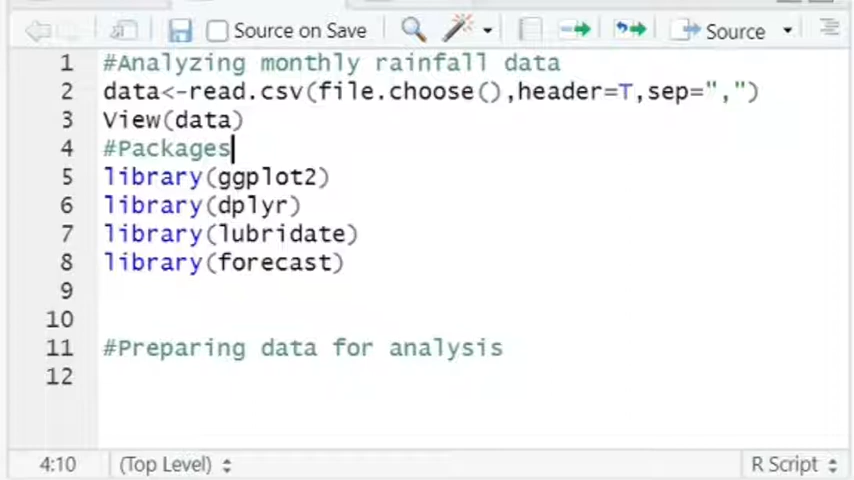 Source on Save
Source
1 #Analyzing monthly rainfall data
2 data<-read.csv(file.choose(),header=T,sep=",")
3 View(data)
4 #Packages
5 library(ggplot2)
6 library(dplyr)
7 library(lubridate)
8 library(forecast)
9
10
11 #Preparing data for analysis
12
4:10 (Top Level) R Script